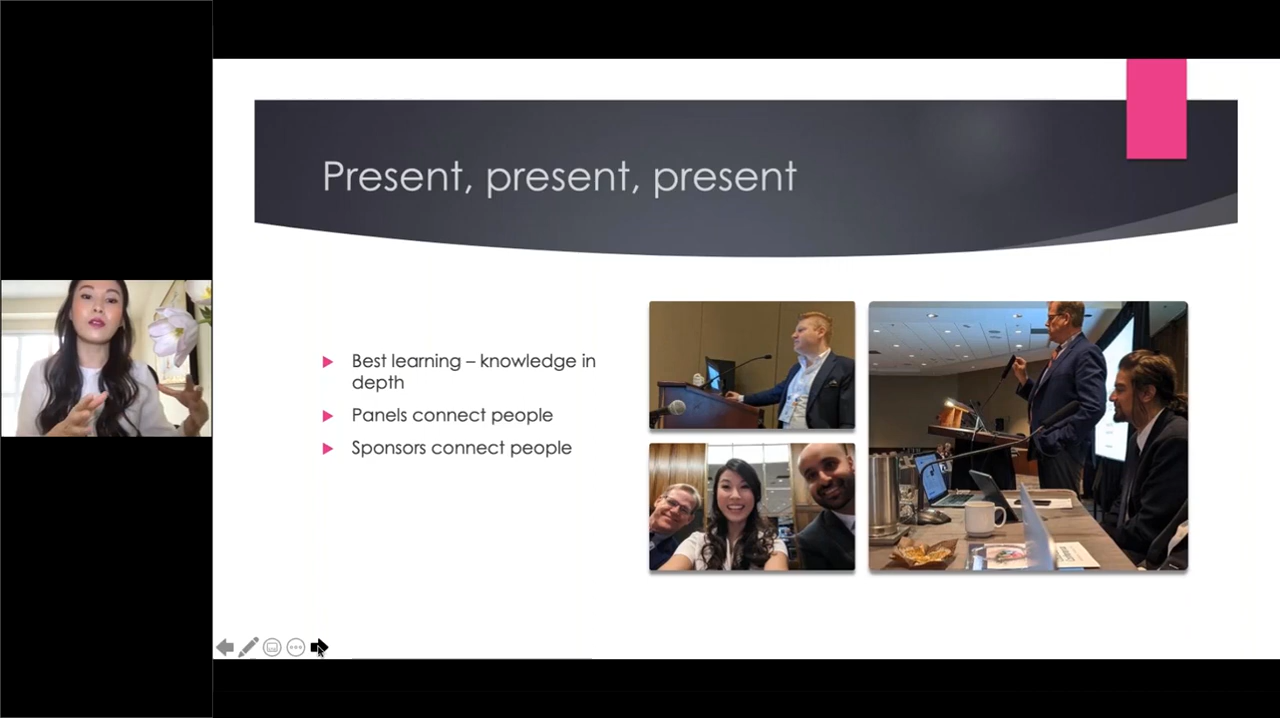 Present, present, present
Best learning – knowledge in
depth
Panels connect people
Sponsors connect people